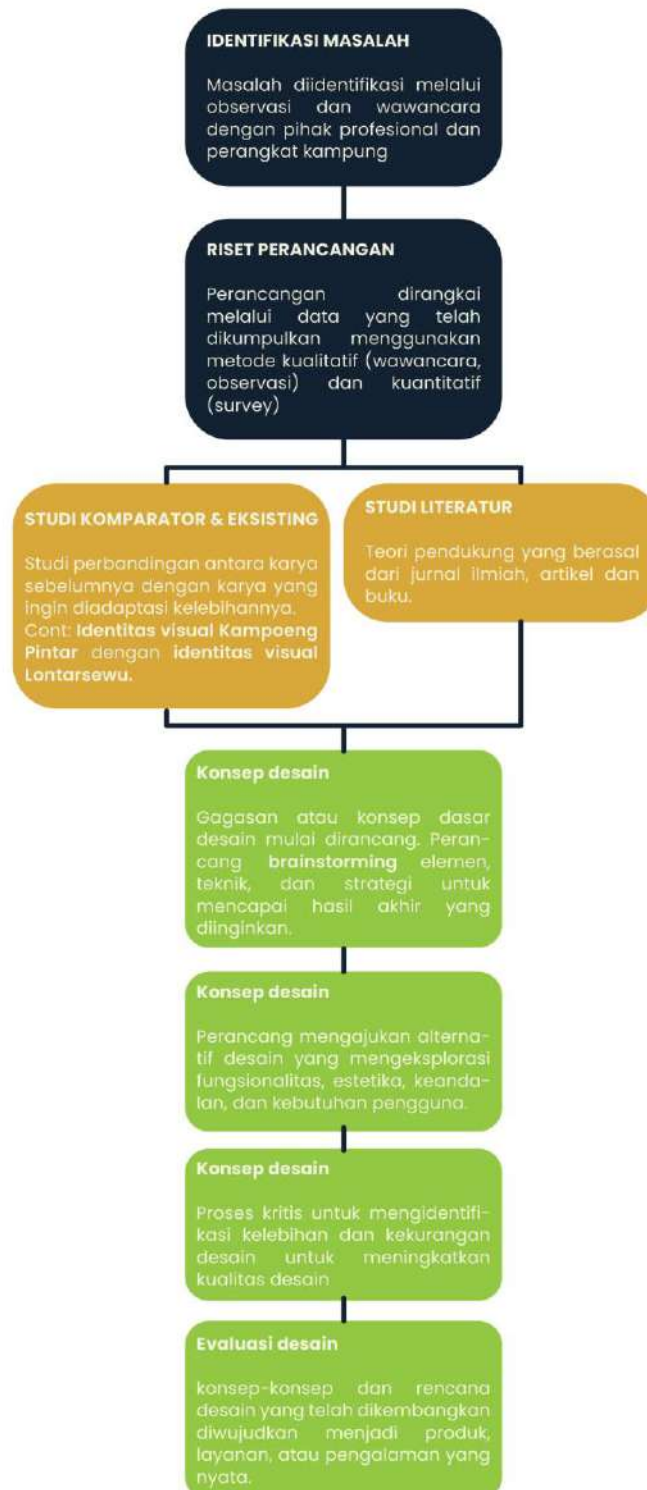 IDENTIFIKASI MASALAH
Masalah diidentifikasi melalui
observasi dan wawancara
dengan pihak profesional dan
perangkat kampung
RISET PERANCANGAN
Perancangan dirangkai
melalui data yang telah
dikumpulkan menggunakan
metode kualitatif (wawancara,
observasi) dan kuantitatif
(survey)
STUDI KOMPARATOR & EKSISTING
Studi perbandingan antara karya
sebelumnya dengan karya yang
ingin diadaptasi kelebihannya.
Cont: Identitas visual Kampoeng
Pintar dengan identitas visual
Lontarsewu.
STUDI LITERATUR
Teori pendukung yang berasal
dari jurnal ilmiah, artikel dan
buku.
Konsep desain
Gagasan atau konsep dasar
desain mulai dirancang. Peran-
cang brainstorming elemen,
teknik, dan strategi untuk
mencapai hasil akhir yang
diinginkan.
Konsep desain
Perancang mengajukan alterna-
tif desain yang mengeksplorasi
fungsionalitas, estetika, keanda-
lan, dan kebutuhan pengguna.
Konsep desain
Proses kritis untuk mengidentifi-
kasi kelebihan dan kekurangan
desain untuk meningkatkan
kualitas desain
Evaluasi desain
konsep-konsep dan rencana
desain yang telah dikembangkan
diwujudkan menjadi produk,
layanan, atau pengalaman yang
nyata.